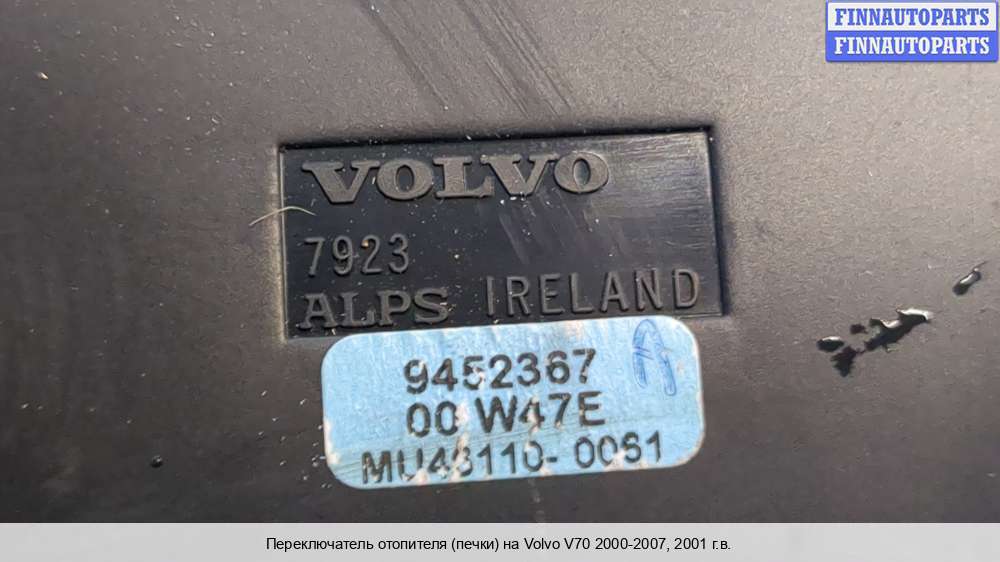 FINNAUTOPARTS
FINNAUTOPARTS
VOLVO
7923
ALPS IRELAND
9452367
00 W47E
MU46110-0061
Переключатель отопителя (печки) на Volvo V70 2000-2007, 2001 г.в.